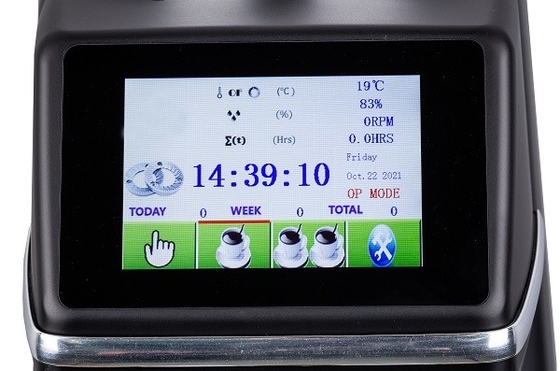 or (℃) 19℃
(%) 83%
0RPM
Σ(t) (Hrs) 0.0HRS
Friday
14:39:10 Oct.22 2021
OP MODE
TODAY 0 WEEK 0 TOTAL 0